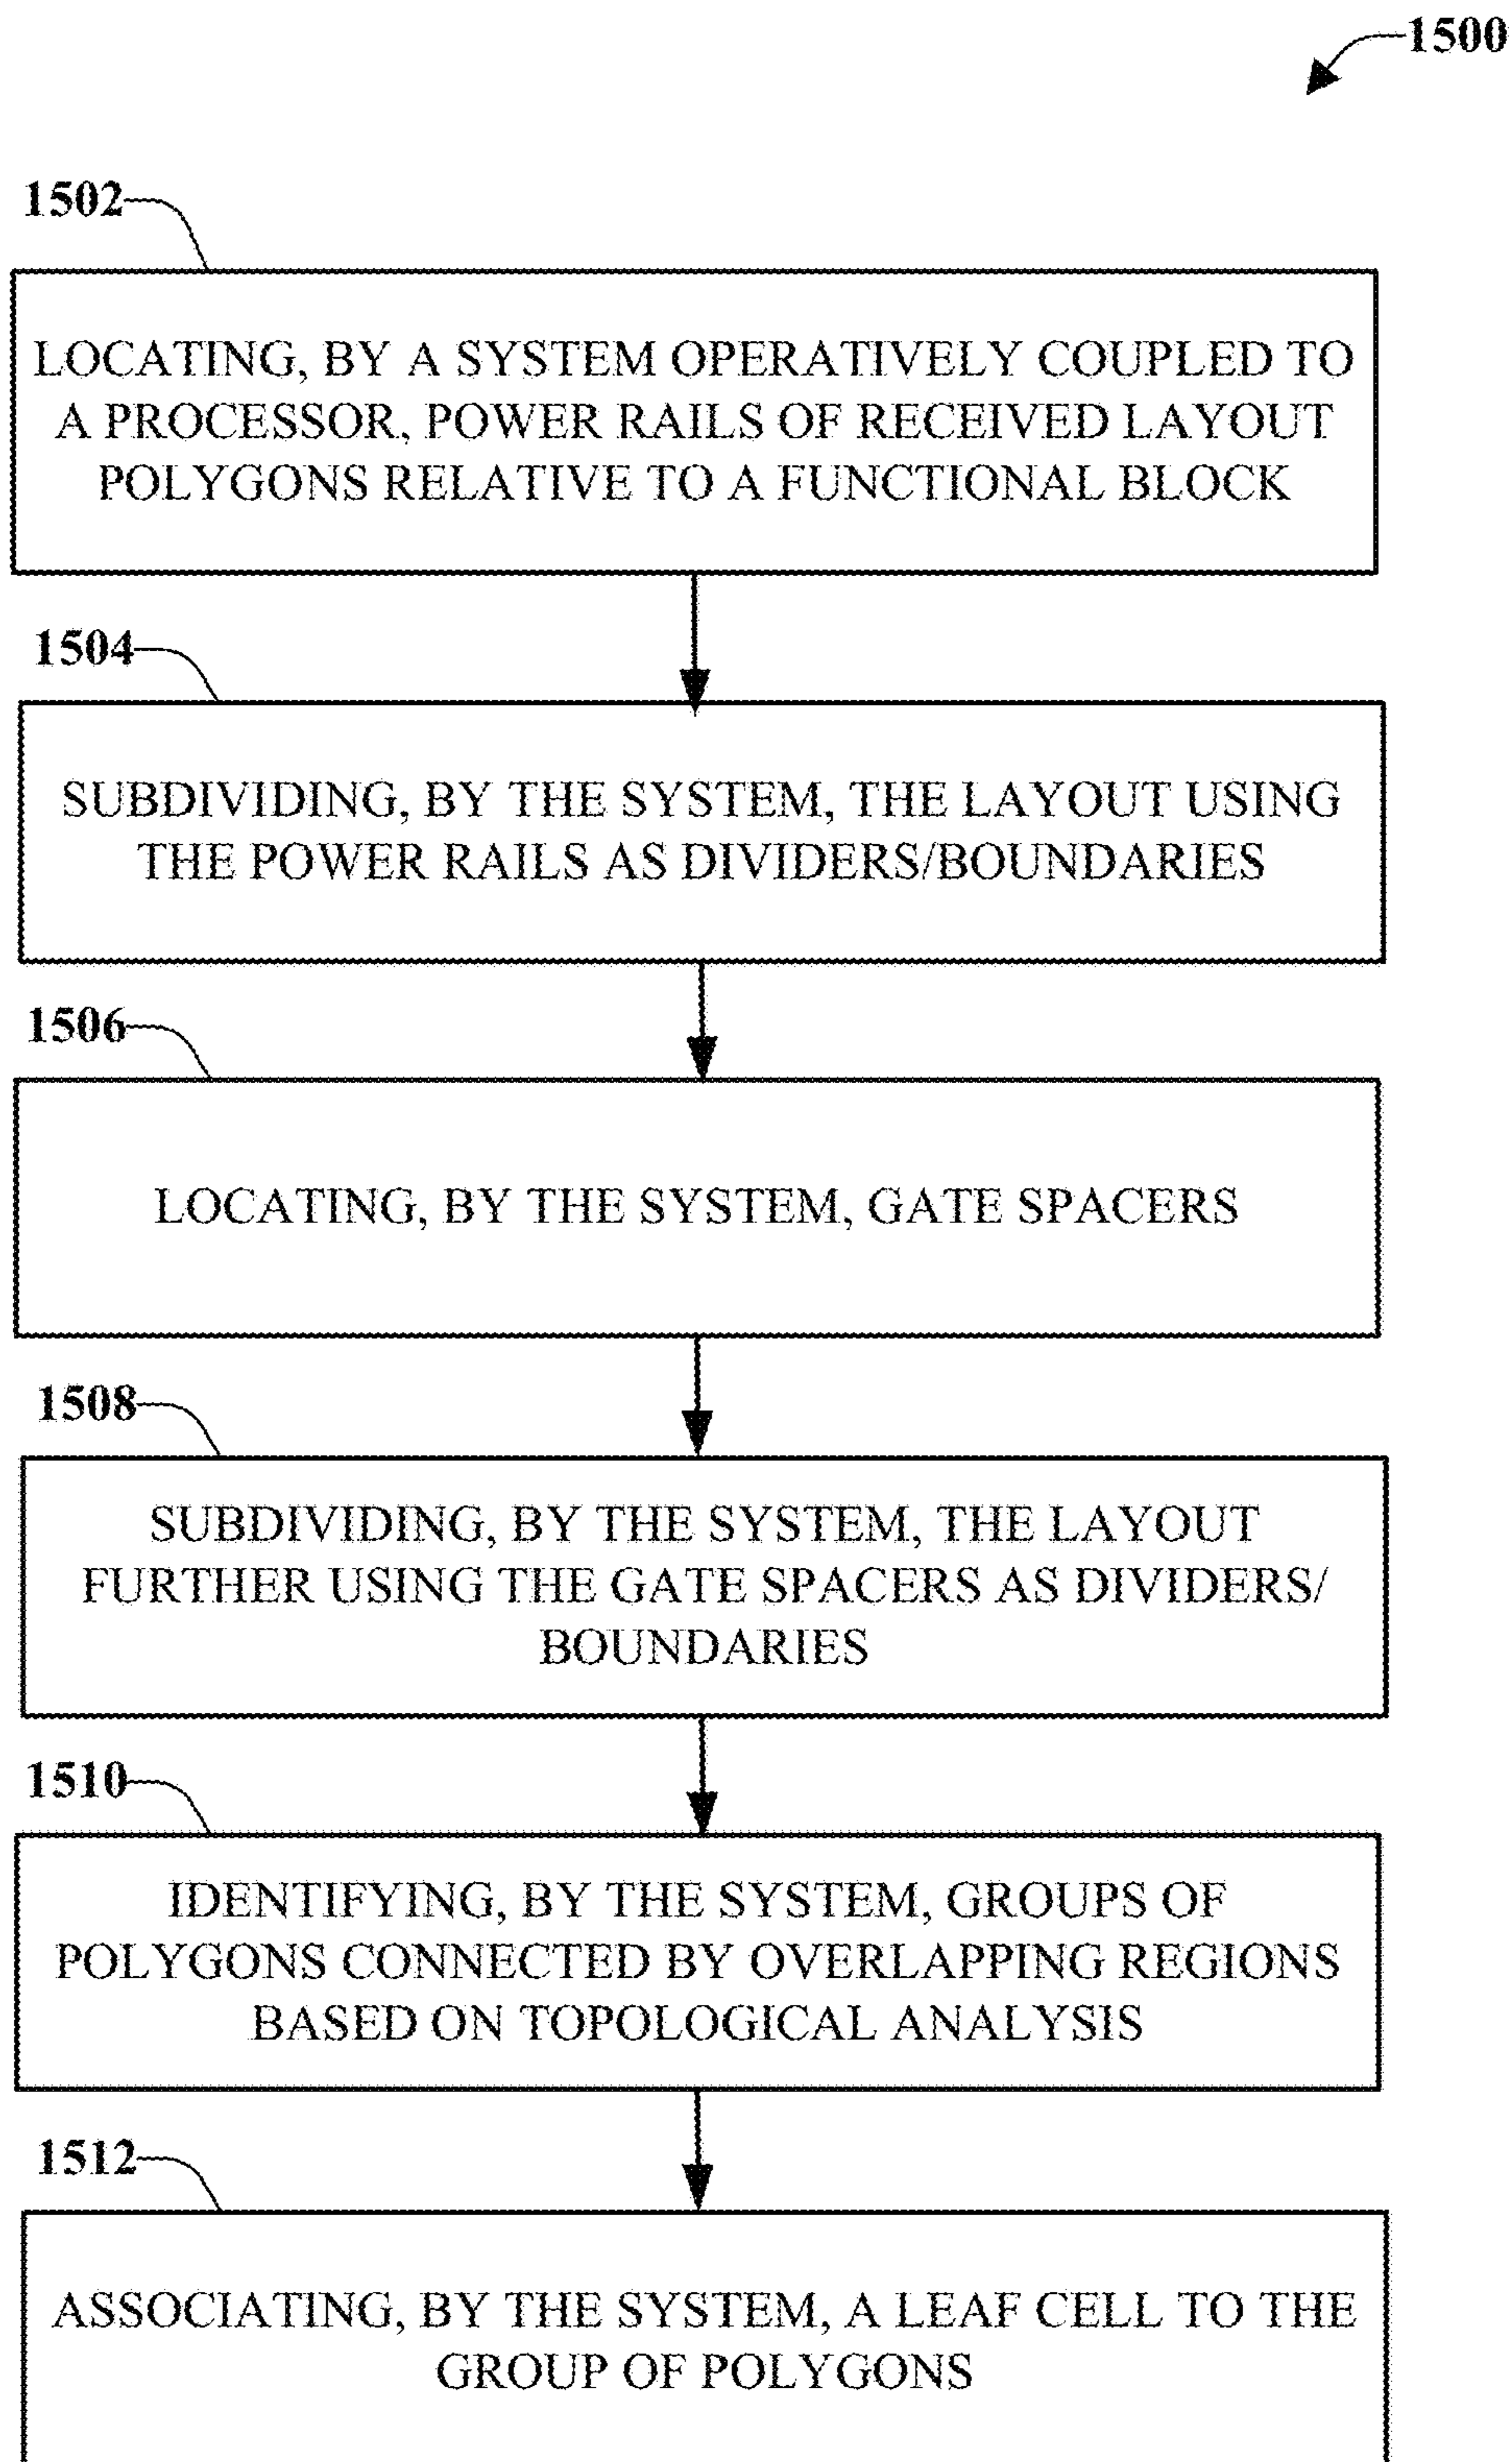 1500
1502
LOCATING, BY A SYSTEM OPERATIVELY COUPLED TO
A PROCESSOR, POWER RAILS OF RECEIVED LAYOUT
POLYGONS RELATIVE TO A FUNCTIONAL BLOCK
1504
SUBDIVIDING, BY THE SYSTEM, THE LAYOUT USING
THE POWER RAILS AS DIVIDERS/BOUNDARIES
1506
LOCATING, BY THE SYSTEM, GATE SPACERS
1508
SUBDIVIDING, BY THE SYSTEM, THE LAYOUT
FURTHER USING THE GATE SPACERS AS DIVIDERS/
BOUNDARIES
1510
IDENTIFYING, BY THE SYSTEM, GROUPS OF
POLYGONS CONNECTED BY OVERLAPPING REGIONS
BASED ON TOPOLOGICAL ANALYSIS
1512
ASSOCIATING, BY THE SYSTEM, A LEAF CELL TO THE
GROUP OF POLYGONS